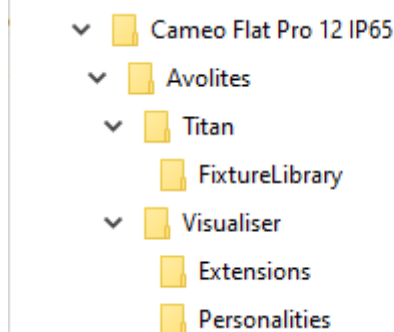 Cameo Flat Pro 12 IP65
Avolites
Titan
FixtureLibrary
Visualiser
Extensions
Personalities